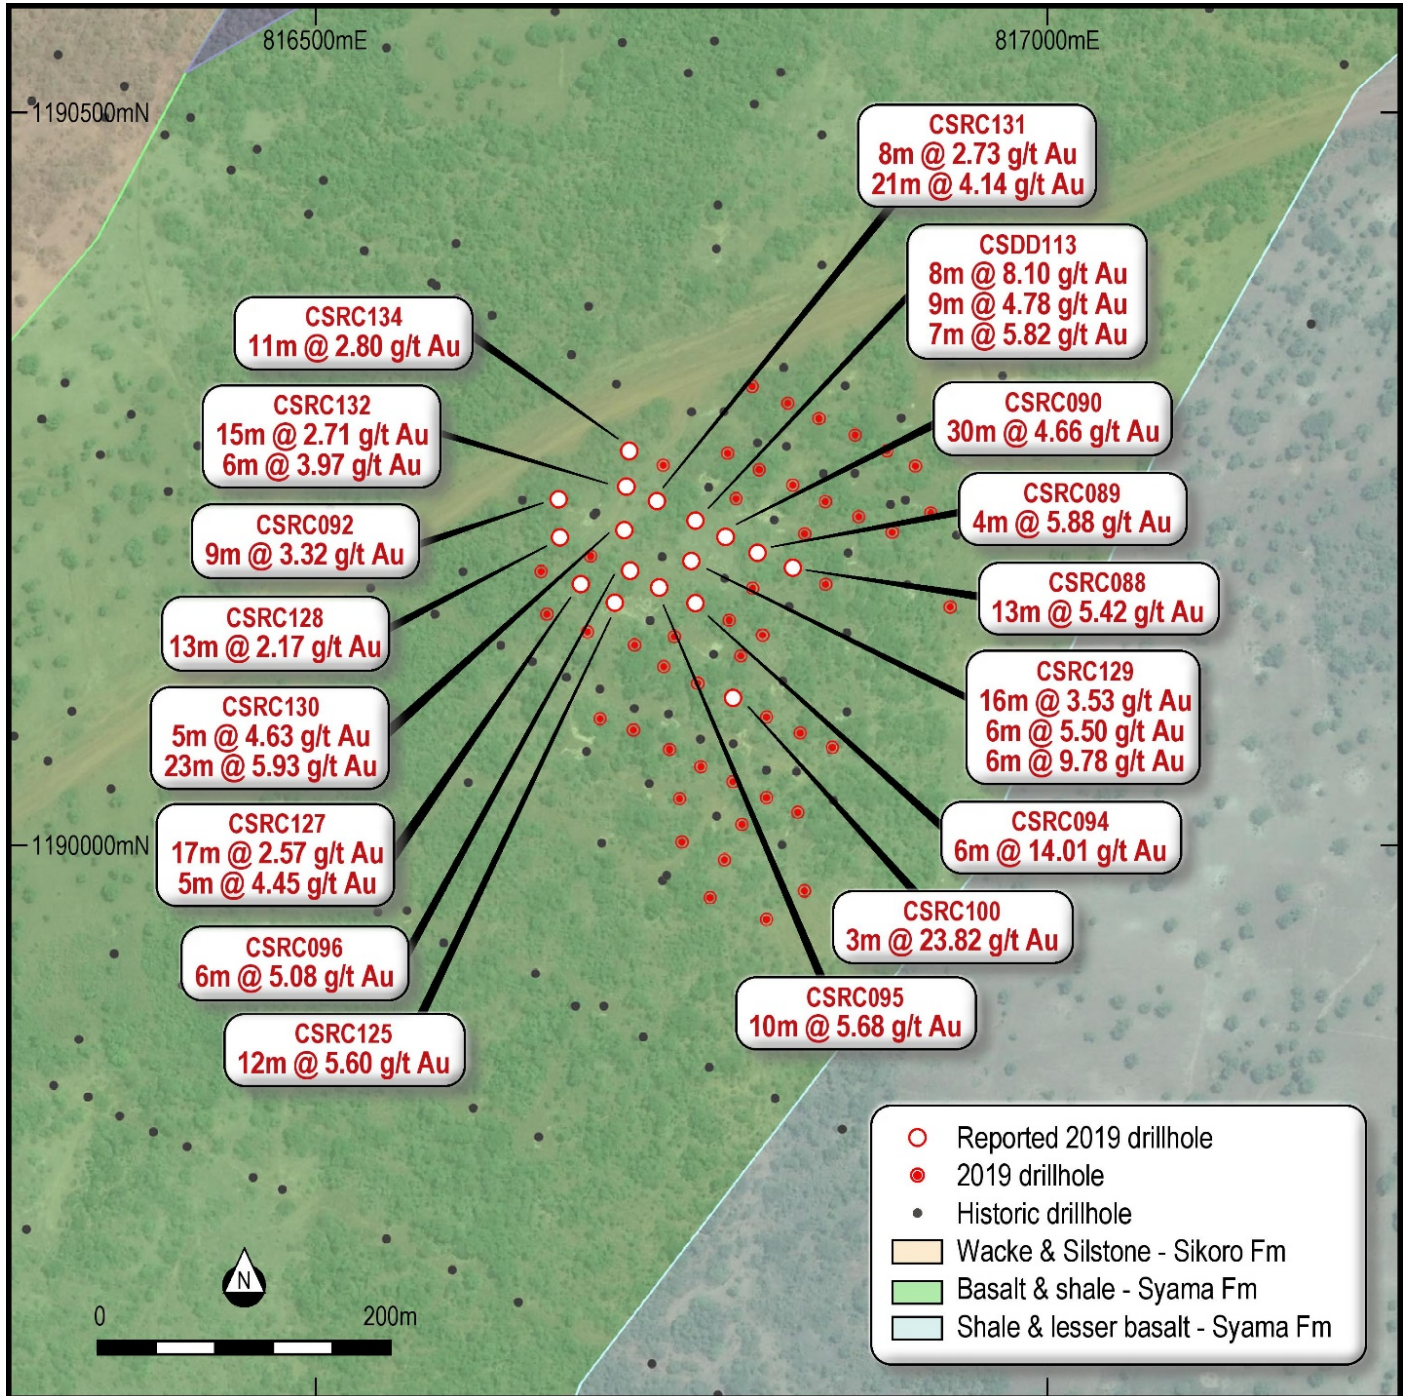 816500mE
817000mE
1190500mN
CSRC131
8m @ 2.73 g/t Au
21m @ 4.14 g/t Au
CSDD113
8m @ 8.10 g/t Au
9m @ 4.78 g/t Au
7m @ 5.82 g/t Au
CSRC134
11m @ 2.80 g/t Au
CSRC132
15m @ 2.71 g/t Au
6m @ 3.97 g/t Au
CSRC090
30m @ 4.66 g/t Au
CSRC089
4m @ 5.88 g/t Au
CSRC092
9m @ 3.32 g/t Au
CSRC088
13m @ 5.42 g/t Au
CSRC128
13m @ 2.17 g/t Au
CSRC129
16m @ 3.53 g/t Au
6m @ 5.50 g/t Au
6m @ 9.78 g/t Au
CSRC130
5m @ 4.63 g/t Au
23m @ 5.93 g/t Au
CSRC127
17m @ 2.57 g/t Au
5m @ 4.45 g/t Au
CSRC094
6m @ 14.01 g/t Au
1190000mN
CSRC100
3m @ 23.82 g/t Au
CSRC096
6m @ 5.08 g/t Au
CSRC095
10m @ 5.68 g/t Au
CSRC125
12m @ 5.60 g/t Au
Reported 2019 drillhole
2019 drillhole
Historic drillhole
Wacke & Silstone - Sikoro Fm
Basalt & shale - Syama Fm
Shale & lesser basalt - Syama Fm
N
0 200m